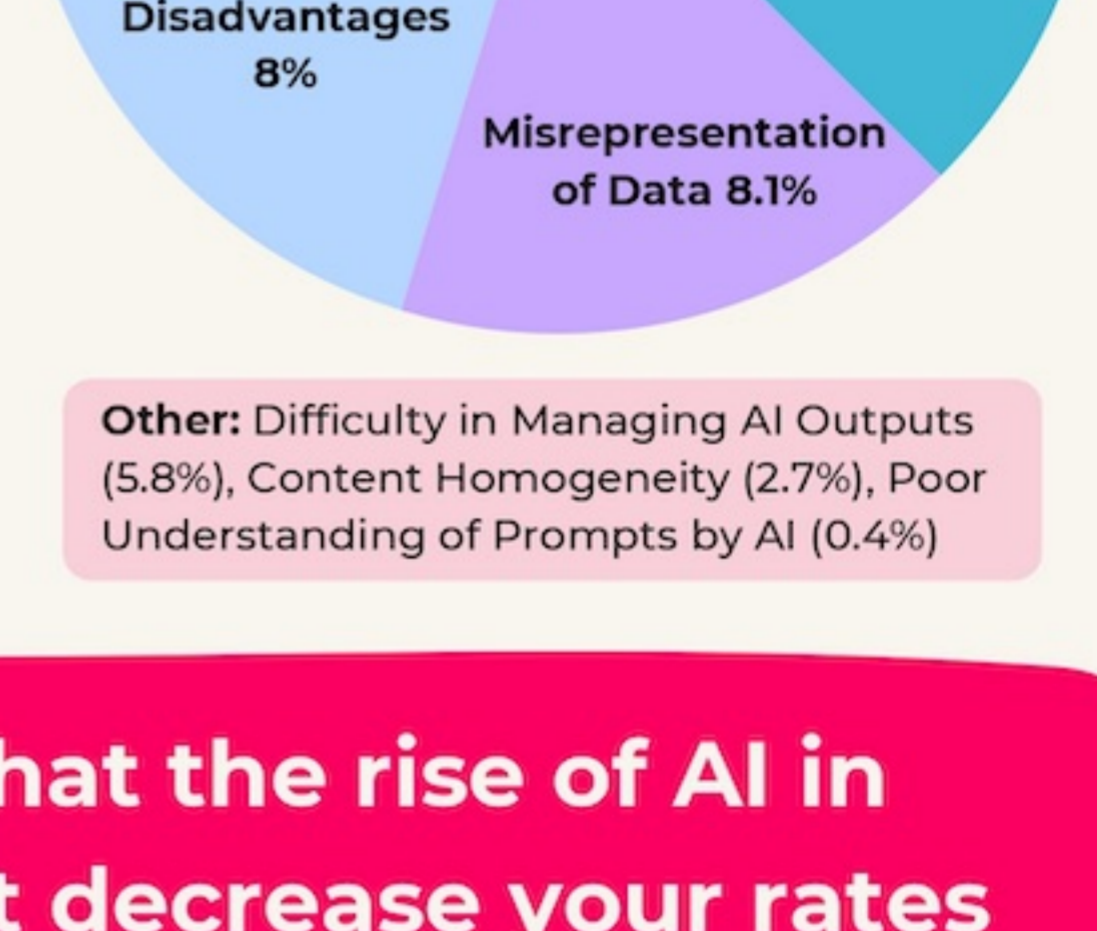 Disadvantages
8%
Misrepresentation
of Data 8.1%
Other: Difficulty in Managing AI Outputs
(5.8%), Content Homogeneity (2.7%), Poor
Understanding of Prompts by AI (0.4%)
hat the rise of AI in
t decrease your rates